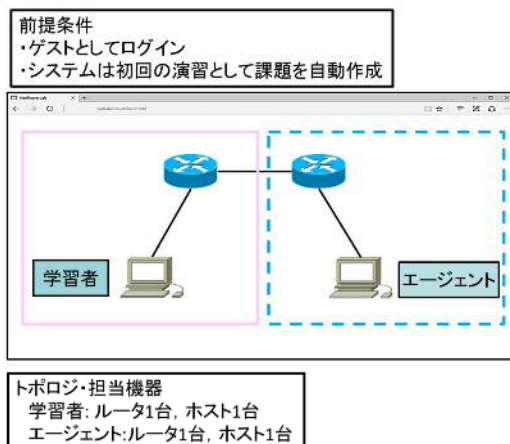 前提条件
・ゲストとしてログイン
・システムは初回の演習として課題を自動作成
学習者
エージェント
トポロジ・担当機器
学習者: ルータ1台, ホスト1台
エージェント:ルータ1台, ホスト1台